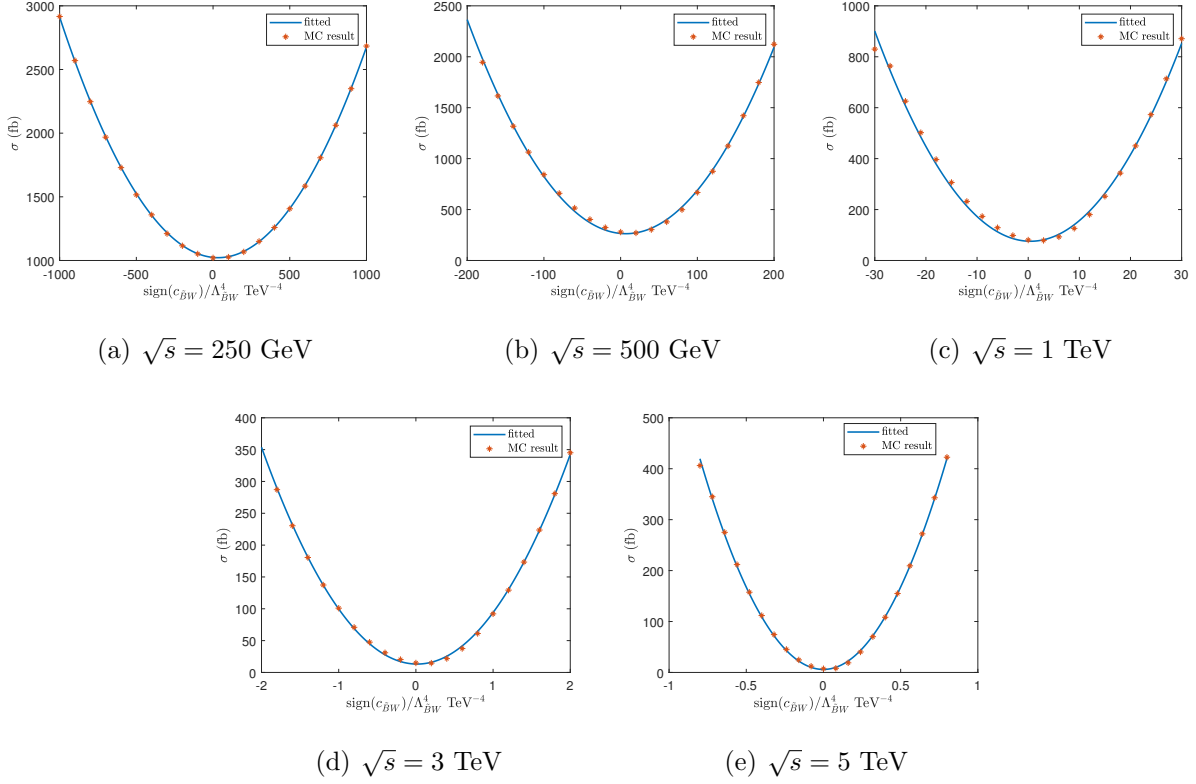 3000
2500
2000
1500
1000
σ (fb)
-1000 -500 0 500 1000
sign(c_{B̃W})/Λ⁴_{B̃W} TeV⁻⁴
fitted
MC result
(a) √s = 250 GeV
2500
2000
1500
1000
500
0
σ (fb)
-200 -100 0 100 200
sign(c_{B̃W})/Λ⁴_{B̃W} TeV⁻⁴
fitted
MC result
(b) √s = 500 GeV
1000
800
600
400
200
0
σ (fb)
-30 -20 -10 0 10 20 30
sign(c_{B̃W})/Λ⁴_{B̃W} TeV⁻⁴
fitted
MC result
(c) √s = 1 TeV
400
350
300
250
200
150
100
50
0
σ (fb)
-2 -1 0 1 2
sign(c_{B̃W})/Λ⁴_{B̃W} TeV⁻⁴
fitted
MC result
(d) √s = 3 TeV
500
400
300
200
100
0
σ (fb)
-1 -0.5 0 0.5 1
sign(c_{B̃W})/Λ⁴_{B̃W} TeV⁻⁴
fitted
MC result
(e) √s = 5 TeV